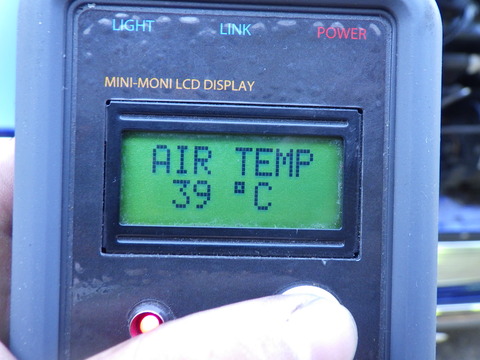 LIGHT LINK POWER
MINI-MONI LCD DISPLAY
AIR TEMP
39 °C